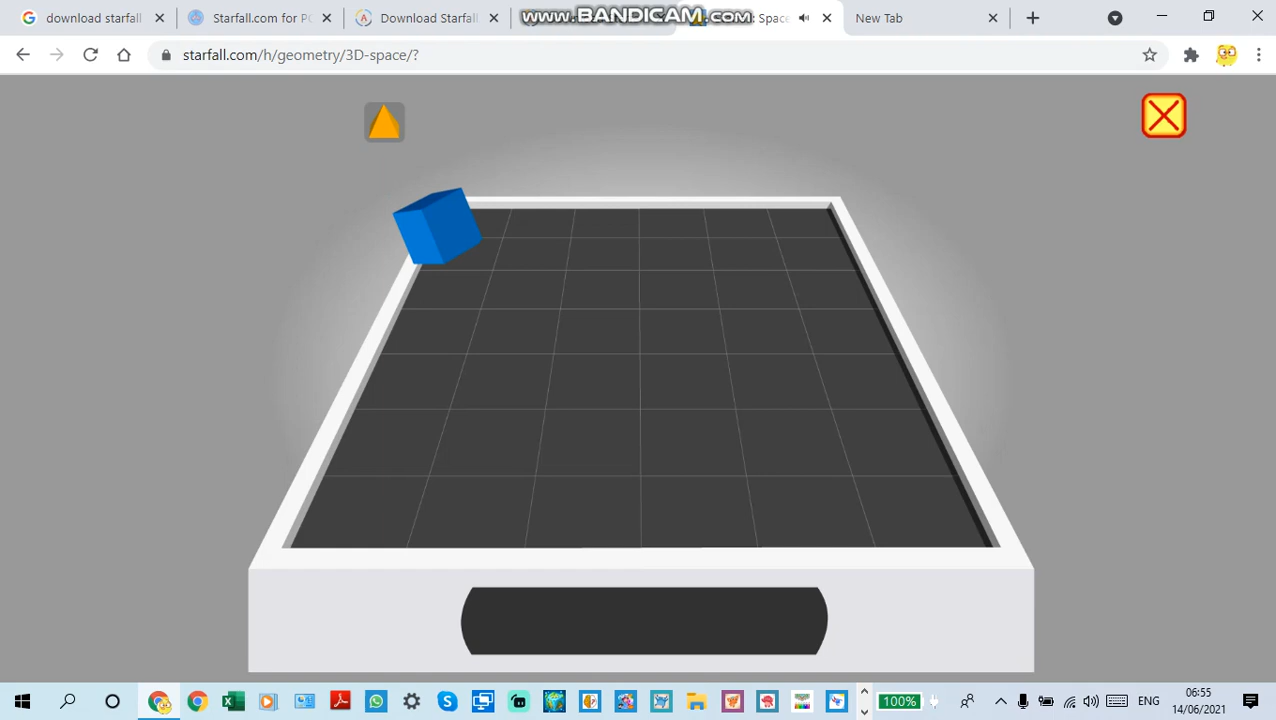 download starfall
Starfall.com for PC
Download Starfall
www.BANDICAM.com
: Space
New Tab
starfall.com/h/geometry/3D-space/?
100%
ENG
06:55
14/06/2021